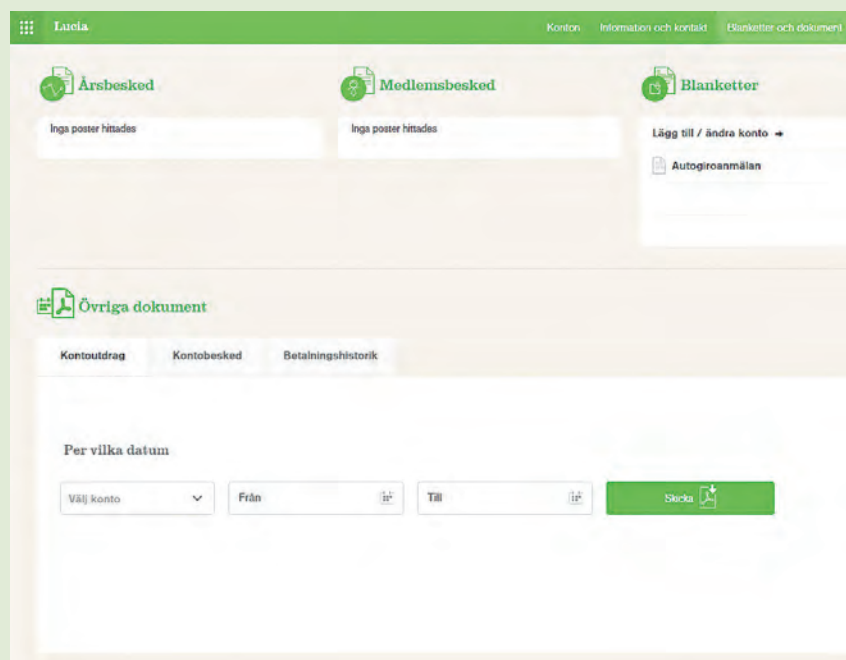 Lucia
Konton Information och kontakt Blanketter och dokument
Årsbesked
Inga poster hittades
Medlemsbesked
Inga poster hittades
Blanketter
Lägg till / ändra konto →
Autogiroanmälan
Övriga dokument
Kontoutdrag Kontobesked Betalningshistorik
Per vilka datum
Välj konto Från Till Skicka